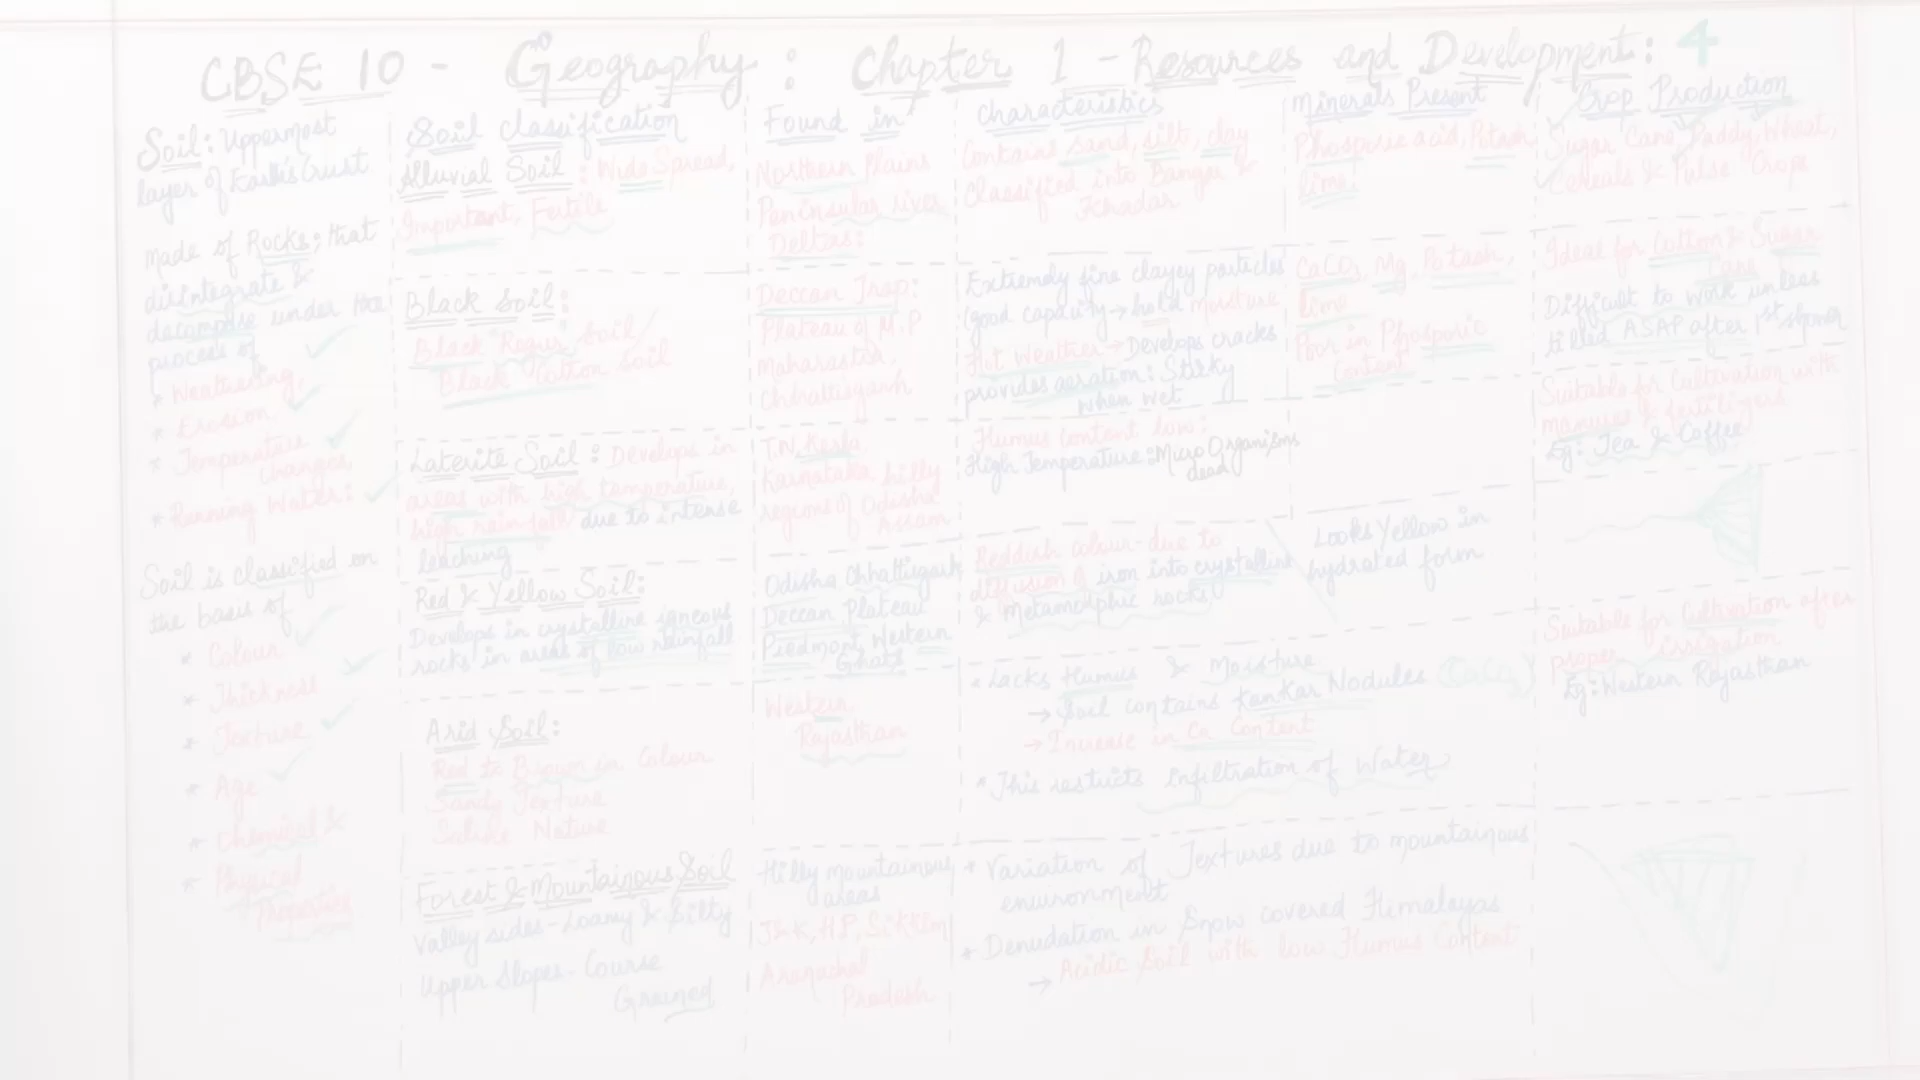 CBSE 10 - Geography : Chapter 1 - Resources and Development: 4
Soil: Uppermost
layer of Earth's Crust
made of Rocks; that
disintegrate &
decompose under the
process of
* Weathering,
* Erosion
* Temperature
Changes,
* Running Water:
Soil is classified on
the basis of
* Colour
* Thickness
* Texture
* Age
* Chemical &
* Physical
Properties
Soil classification
Alluvial Soil : Wide Spread,
Important, Fertile
Black Soil:
Black "Regur" Soil /
Black Cotton Soil
Laterite Soil : Develops in
areas with high temperature,
high rainfall due to intense
leaching
Red & Yellow Soil:
Develops in crystalline igneous
rocks in areas of low rainfall
Arid Soil:
Red to Brown in Colour
Sandy Texture
Saline Nature
Forest & Mountainous Soil
Valley sides - Loamy & Silty
Upper Slopes - Course
Grained
Found in
Northern Plains
Peninsular river
Deltas:
Deccan Trap:
Plateau of M.P
Maharastra,
Chhattisgarh
T.N, Kerla
Karnataka hilly
regions of Odisha
Assam
Odisha Chhattisgarh
Deccan Plateau
Piedmont Western
Ghats
Western
Rajasthan
Hilly mountainous
areas
J&K, H.P, Sikkim
Arunachal
Pradesh
Characteristics
Contains sand, silt, clay
Classified into Bangar &
Khadar
Extremely fine clayey particles
Good capacity → hold moisture
Hot Weather → Develops cracks
provides aeration: Sticky
when wet
Humus content low:
High Temperature: Micro Organisms
dead
Reddish colour - due to
diffusion of iron into crystalline
& Metamorphic rocks
Looks Yellow in
hydrated form
* Lacks Humus & Moisture
→ Soil contains Kankar Nodules (CaCO3)
→ Increase in Ca Content
* This restricts infiltration of Water
* Variation of Textures due to mountainous
environment
* Denudation in Snow covered Himalayas
→ Acidic Soil with low Humus Content
Minerals Present
Phosporic acid, Potash
lime
CaCO3, Mg, Potash,
lime
Poor in Phosporic
Content
Crop Production
Sugar Cane, Paddy, Wheat,
Cereals & Pulse Crops
Ideal for Cotton & Sugar
Cane
Difficult to work unless
tilled ASAP after 1st shower
Suitable for Cultivation with
manures & fertilizers
Eg: Tea & Coffee
Suitable for Cultivation after
proper irrigation
Eg: Western Rajasthan